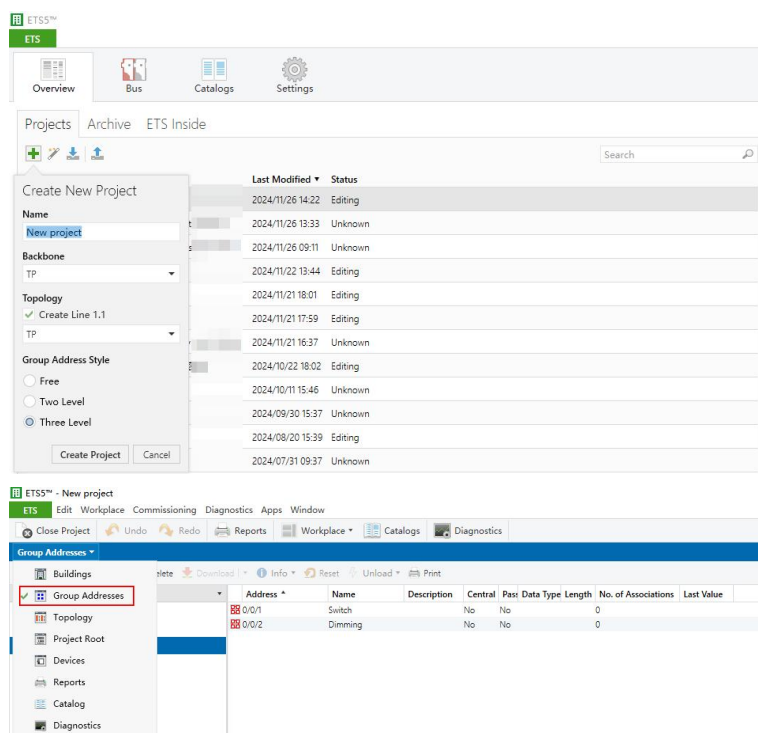 ETS5™
ETS
Overview Bus Catalogs Settings
Projects Archive ETS Inside
Search
Last Modified Status
Create New Project
2024/11/26 14:22 Editing
Name
New project
2024/11/26 13:33 Unknown
2024/11/26 09:11 Unknown
Backbone
TP
2024/11/22 13:44 Editing
Topology
Create Line 1.1
2024/11/21 18:01 Editing
2024/11/21 17:59 Editing
TP
2024/11/21 16:37 Unknown
Group Address Style
2024/10/22 18:02 Editing
Free
2024/10/11 15:46 Unknown
Two Level
2024/09/30 15:37 Unknown
Three Level
2024/08/20 15:39 Editing
Create Project Cancel
2024/07/31 09:37 Unknown
ETS5™ - New project
ETS Edit Workplace Commissioning Diagnostics Apps Window
Close Project Undo Redo Reports Workplace Catalogs Diagnostics
Group Addresses
Buildings
elete Download Info Reset Unload Print
Group Addresses
Address Name Description Central Pass Data Type Length No. of Associations Last Value
0/0/1 Switch No No 0
Topology
0/0/2 Dimming No No 0
Project Root
Devices
Reports
Catalog
Diagnostics